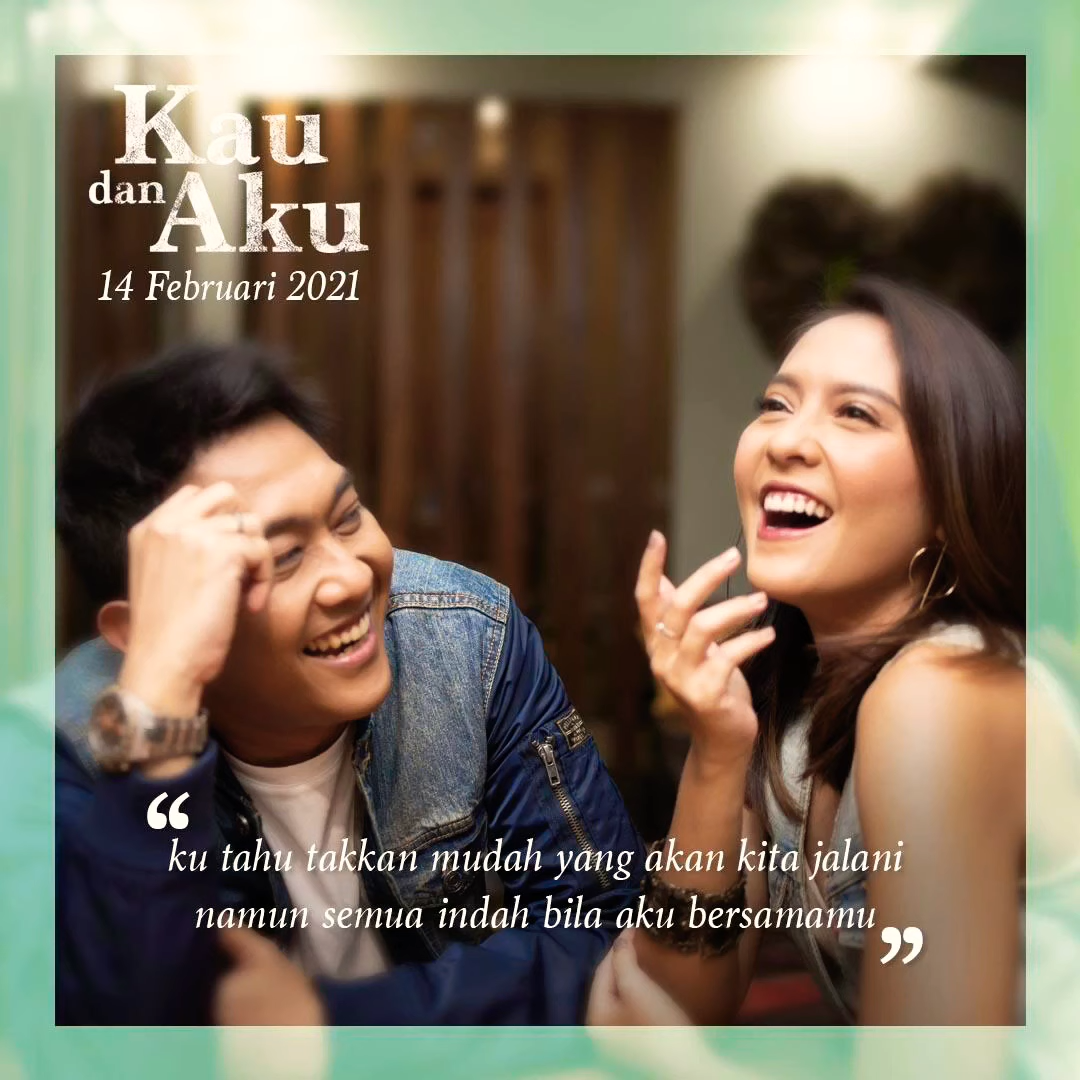 Kau
dan Aku
14 Februari 2021
“
ku tahu takkan mudah yang akan kita jalani
namun semua indah bila aku bersamamu
”